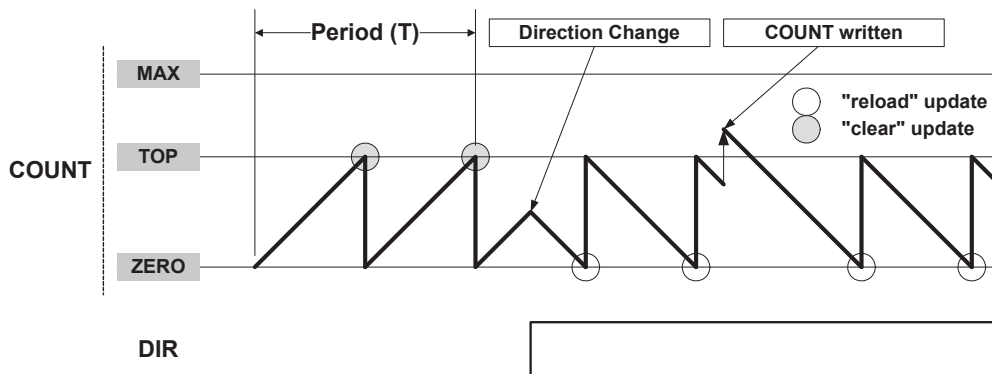 Period (T)
Direction Change
COUNT written
MAX
"reload" update
"clear" update
TOP
COUNT
ZERO
DIR